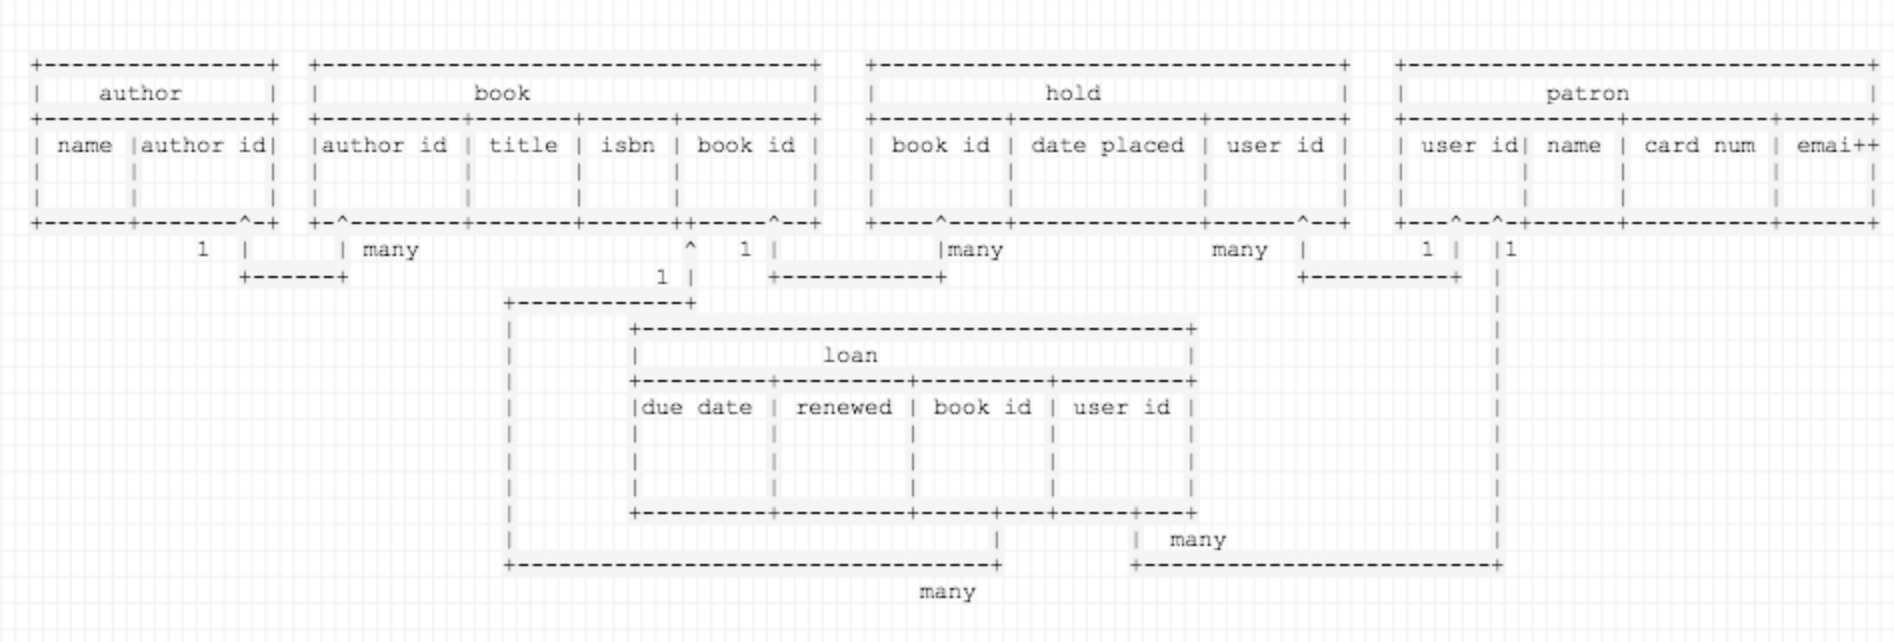 author book hold patron
name author id author id title isbn book id book id date placed user id user id name card num emai++
1 many 1 many many 1 1
1
loan
due date renewed book id user id
many
many